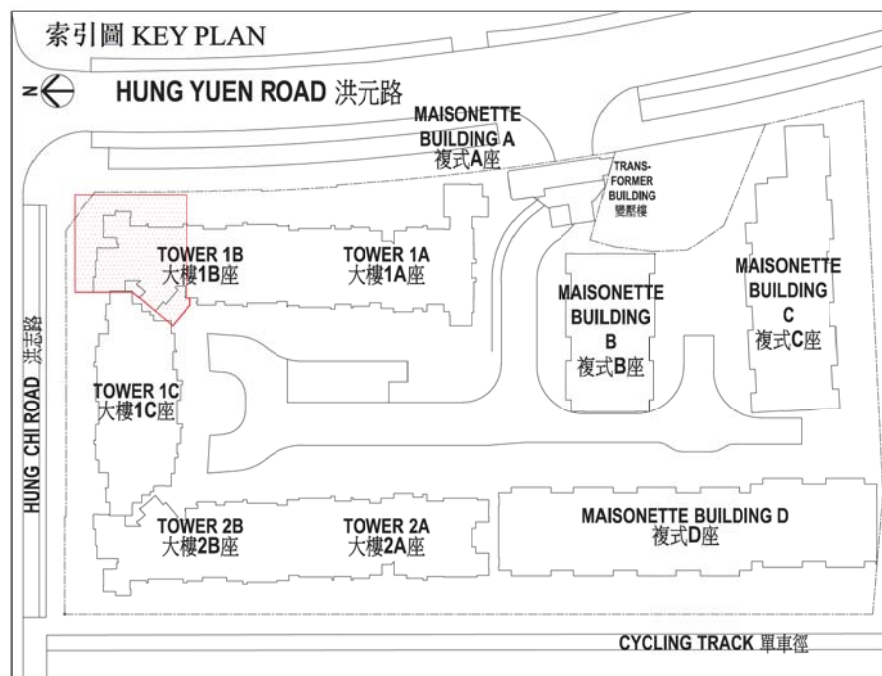 索引圖 KEY PLAN
N
HUNG YUEN ROAD 洪元路
MAISONETTE
BUILDING A
複式A座
TRANS-
FORMER
BUILDING
變壓樓
TOWER 1B
大樓1B座
TOWER 1A
大樓1A座
MAISONETTE
BUILDING
B
複式B座
MAISONETTE
BUILDING
C
複式C座
HUNG CHI ROAD 洪志路
TOWER 1C
大樓1C座
TOWER 2B
大樓2B座
TOWER 2A
大樓2A座
MAISONETTE BUILDING D
複式D座
CYCLING TRACK 單車徑